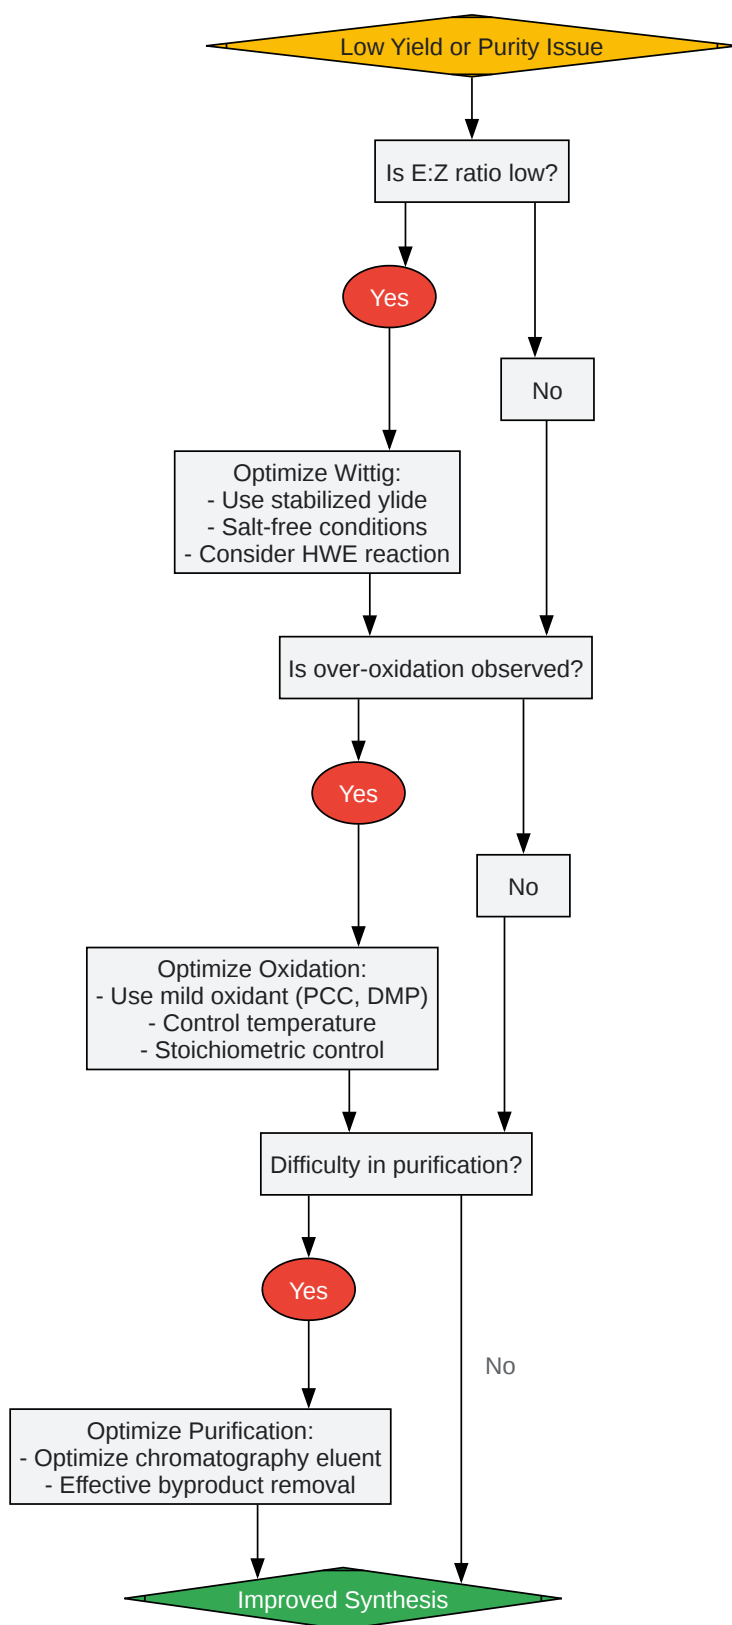 Low Yield or Purity Issue
Is E:Z ratio low?
Yes
No
Optimize Wittig:
- Use stabilized ylide
- Salt-free conditions
- Consider HWE reaction
Is over-oxidation observed?
Yes
No
Optimize Oxidation:
- Use mild oxidant (PCC, DMP)
- Control temperature
- Stoichiometric control
Difficulty in purification?
Yes
No
Optimize Purification:
- Optimize chromatography eluent
- Effective byproduct removal
Improved Synthesis